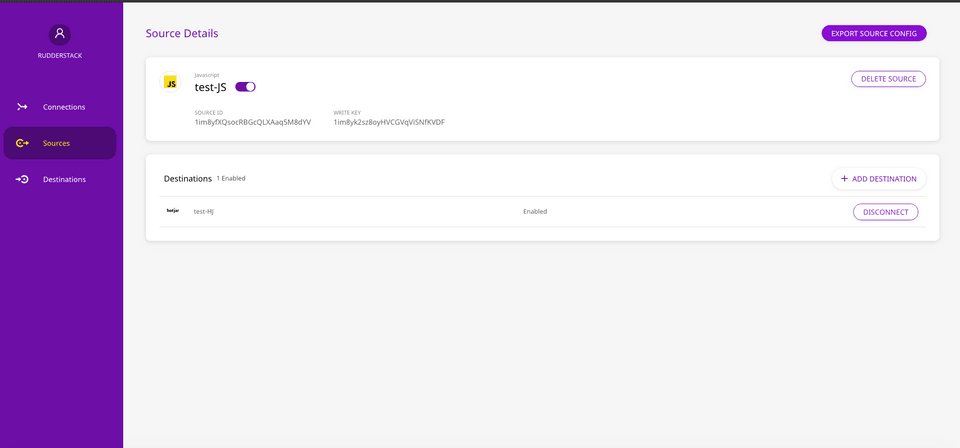 Source Details
EXPORT SOURCE CONFIG
RUDDERSTACK
Javascript
JS
test-JS
DELETE SOURCE
SOURCE ID
WRITE KEY
1im8yfXQsocRBGcQLXAaq5M8dYV
1im8yk2sz8oyHVCGVqViSNfKVDF
Connections
Sources
Destinations
Destinations 1 Enabled
+ ADD DESTINATION
hotjar
test-HJ
Enabled
DISCONNECT